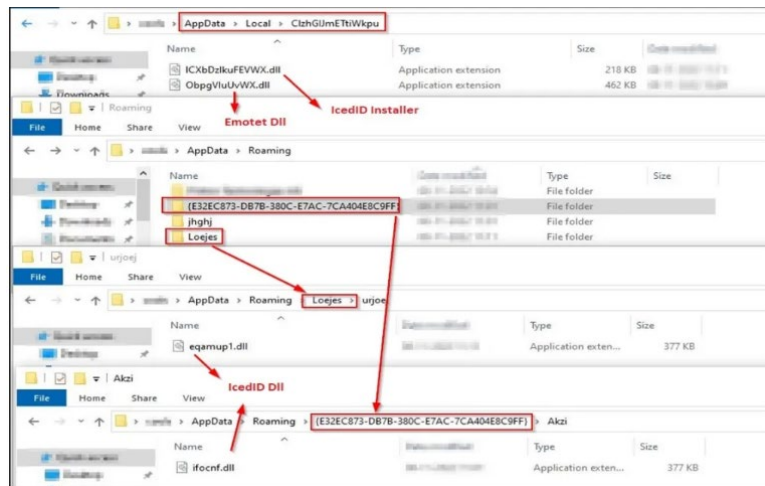 AppData > Local > ClzhGlJmETtiWkpu
Name Type Size
ICXbDzlkuFEVWX.dll Application extension 218 KB
ObpgVluUvWX.dll Application extension 462 KB
Downloads
IcedID Installer
Emotet Dll
Roaming
File Home Share View
AppData > Roaming
Name Type Size
File folder
{E32EC873-DB7B-380C-E7AC-7CA404E8C9FF} File folder
jhghj File folder
Loejes File folder
urjoej
File Home Share View
AppData > Roaming > Loejes > urjoej
Name Type Size
eqamup1.dll Application exten... 377 KB
IcedID Dll
Akzi
File Home Share View
AppData > Roaming > {E32EC873-DB7B-380C-E7AC-7CA404E8C9FF} > Akzi
Name Type Size
ifocnf.dll Application exten... 377 KB